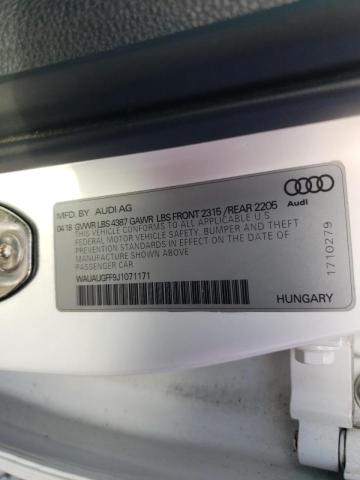 MFD. BY AUDI AG
04.18 GVWR LBS 4387 GAWR LBS FRONT 2315 /REAR 2205
THIS VEHICLE CONFORMS TO ALL APPLICABLE U S
FEDERAL MOTOR VEHICLE SAFETY, BUMPER AND THEFT
PREVENTION STANDARDS IN EFFECT ON THE DATE OF
MANUFACTURE SHOWN ABOVE.
PASSENGER CAR
WAUAUGFF9J1071171
Audi
HUNGARY
1710279